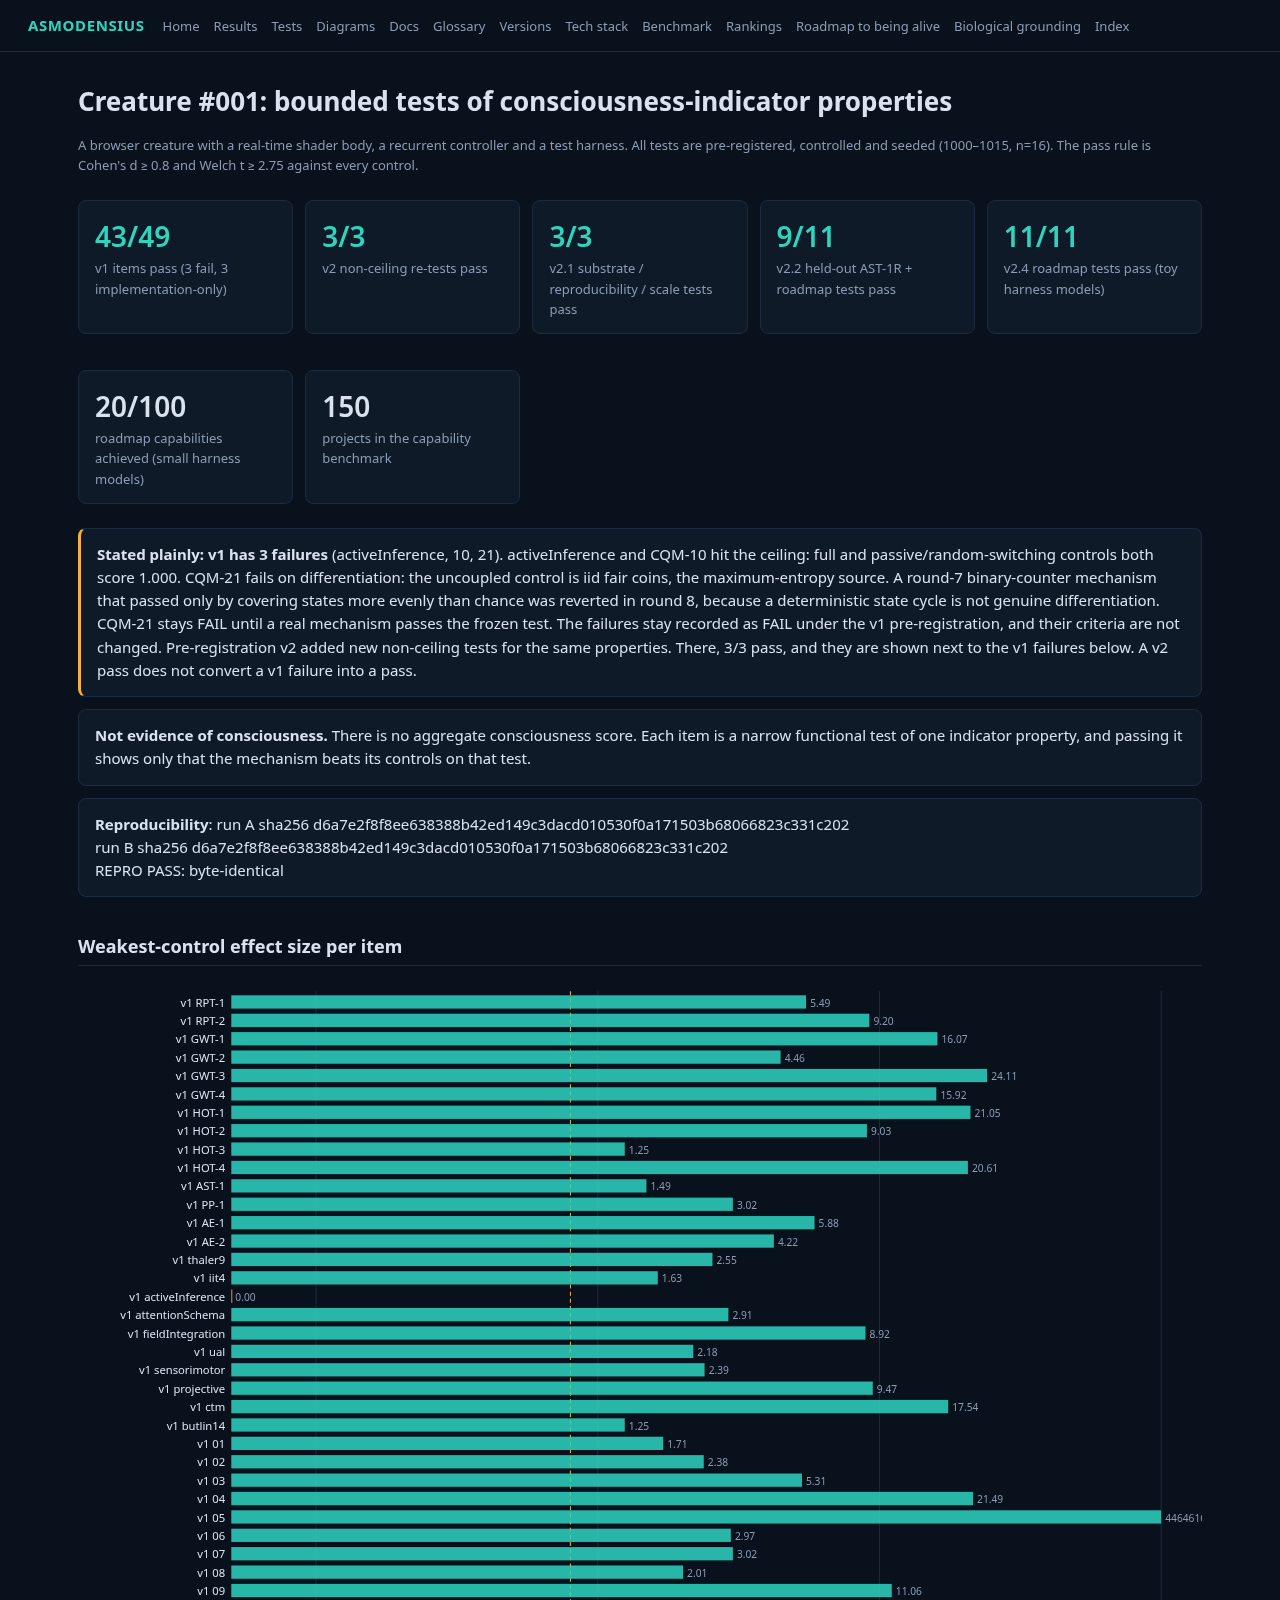 ASMODENSIUS Home Results Tests Diagrams Docs Glossary Versions Tech stack Benchmark Rankings Roadmap to being alive Biological grounding Index
Creature #001: bounded tests of consciousness-indicator properties
A browser creature with a real-time shader body, a recurrent controller and a test harness. All tests are pre-registered, controlled and seeded (1000–1015, n=16). The pass rule is
Cohen's d ≥ 0.8 and Welch t ≥ 2.75 against every control.
43/49
v1 items pass (3 fail, 3
implementation-only)
3/3
v2 non-ceiling re-tests pass
3/3
v2.1 substrate /
reproducibility / scale tests
pass
9/11
v2.2 held-out AST-1R +
roadmap tests pass
11/11
v2.4 roadmap tests pass (toy
harness models)
20/100
roadmap capabilities
achieved (small harness
models)
150
projects in the capability
benchmark
Stated plainly: v1 has 3 failures (activeInference, 10, 21). activeInference and CQM-10 hit the ceiling: full and passive/random-switching controls both
score 1.000. CQM-21 fails on differentiation: the uncoupled control is iid fair coins, the maximum-entropy source. A round-7 binary-counter mechanism
that passed only by covering states more evenly than chance was reverted in round 8, because a deterministic state cycle is not genuine differentiation.
CQM-21 stays FAIL until a real mechanism passes the frozen test. The failures stay recorded as FAIL under the v1 pre-registration, and their criteria are not
changed. Pre-registration v2 added new non-ceiling tests for the same properties. There, 3/3 pass, and they are shown next to the v1 failures below. A v2
pass does not convert a v1 failure into a pass.
Not evidence of consciousness. There is no aggregate consciousness score. Each item is a narrow functional test of one indicator property, and passing it
shows only that the mechanism beats its controls on that test.
Reproducibility: run A sha256 d6a7e2f8f8ee638388b42ed149c3dacd010530f0a171503b68066823c331c202
run B sha256 d6a7e2f8f8ee638388b42ed149c3dacd010530f0a171503b68066823c331c202
REPRO PASS: byte-identical
Weakest-control effect size per item
v1 RPT-1 5.49
v1 RPT-2 9.20
v1 GWT-1 16.07
v1 GWT-2 4.46
v1 GWT-3 24.11
v1 GWT-4 15.92
v1 HOT-1 21.05
v1 HOT-2 9.03
v1 HOT-3 1.25
v1 HOT-4 20.61
v1 AST-1 1.49
v1 PP-1 3.02
v1 AE-1 5.88
v1 AE-2 4.22
v1 thaler9 2.55
v1 iit4 1.63
v1 activeInference 0.00
v1 attentionSchema 2.91
v1 fieldIntegration 8.92
v1 ual 2.18
v1 sensorimotor 2.39
v1 projective 9.47
v1 ctm 17.54
v1 butlin14 1.25
v1 01 1.71
v1 02 2.38
v1 03 5.31
v1 04 21.49
v1 05
v1 06 2.97
v1 07 3.02
v1 08 2.01
v1 09 11.06